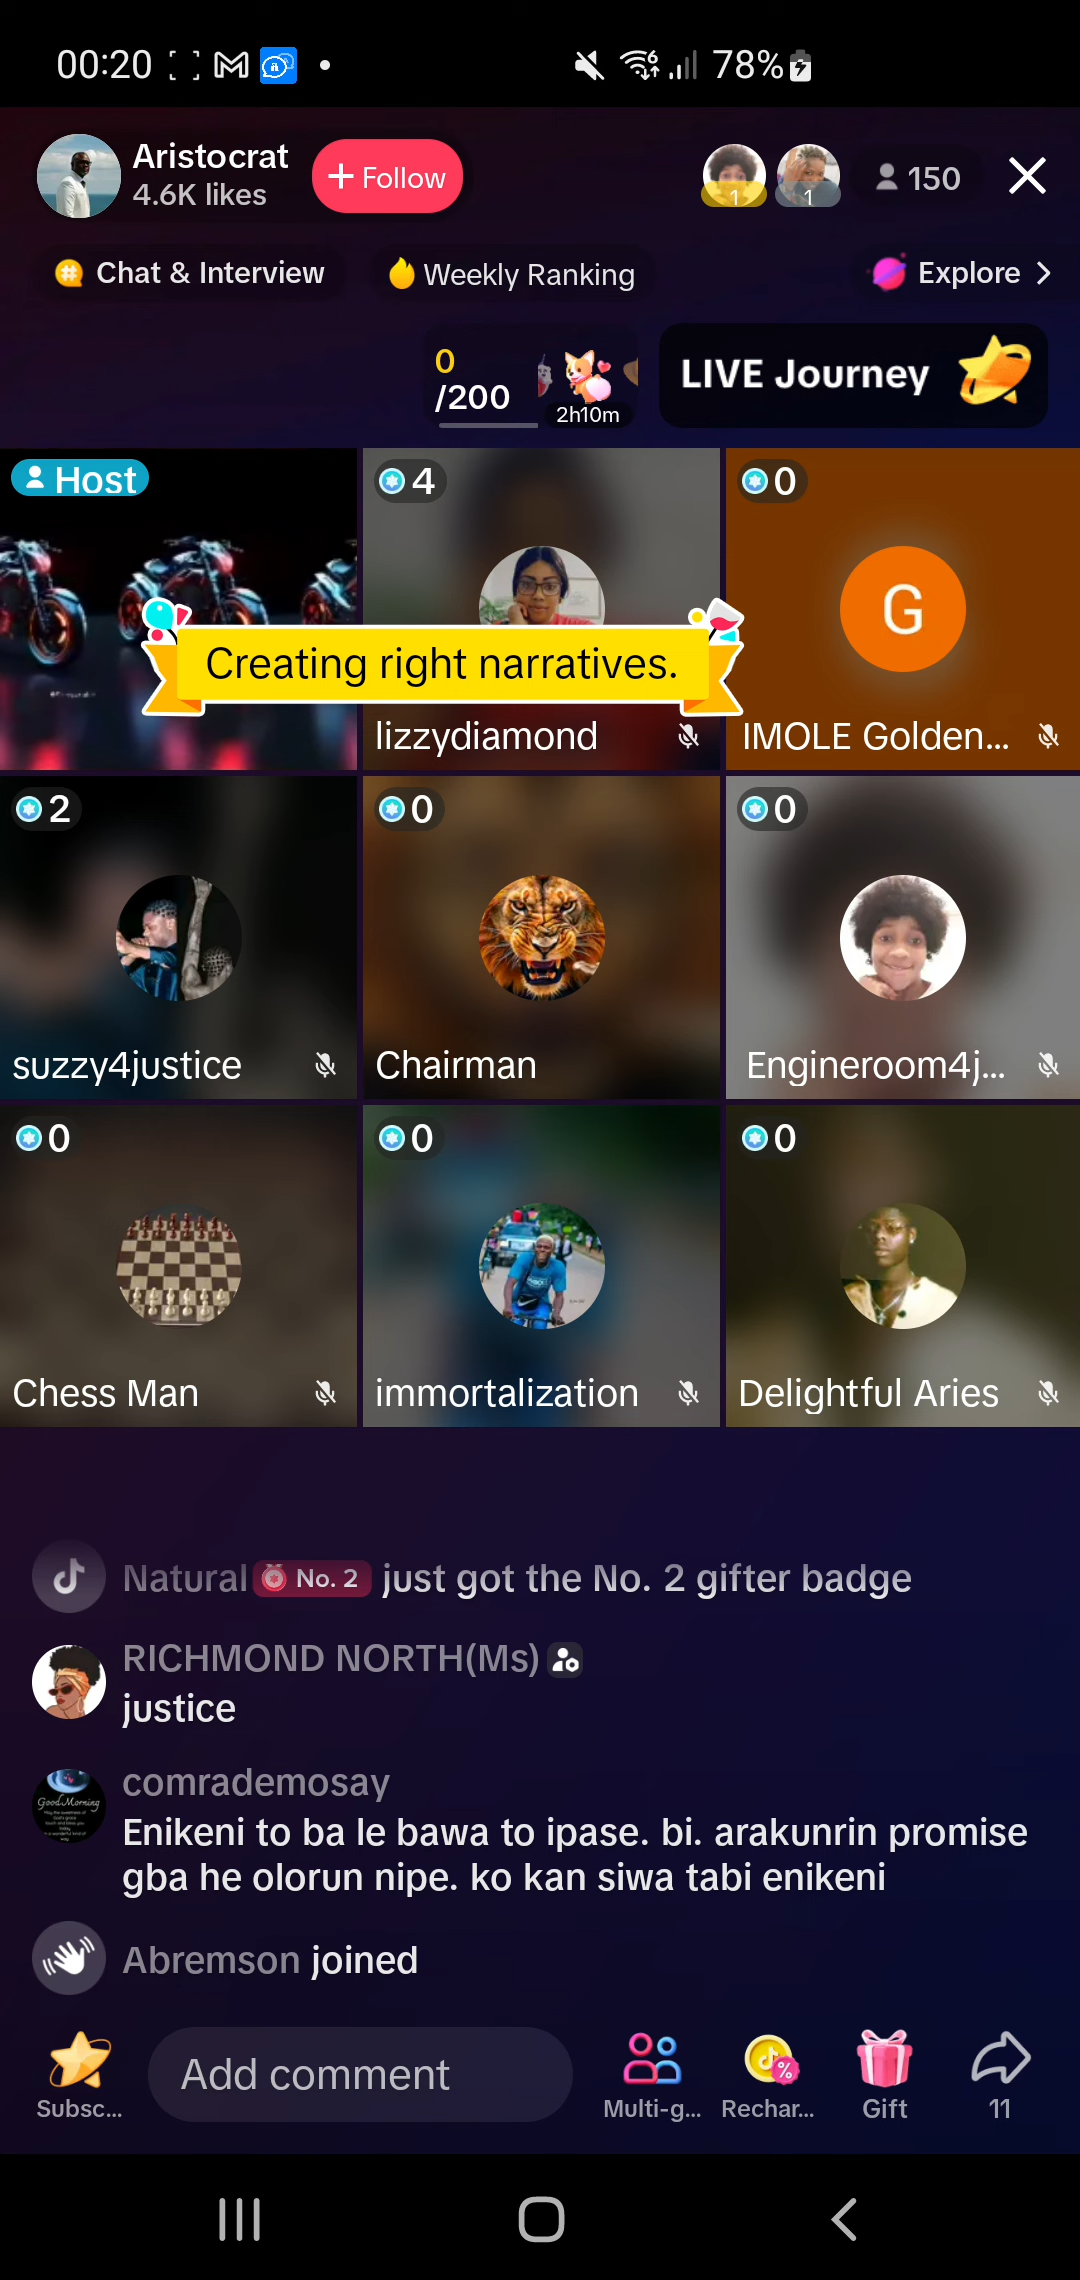 00:20
78%
Aristocrat
4.6K likes
+ Follow
1
1
150
Chat & Interview
Weekly Ranking
Explore >
0
/200
2h10m
LIVE Journey
Host
4
0
G
Creating right narratives.
lizzydiamond
IMOLE Golden...
2
0
0
suzzy4justice
Chairman
Engineroom4j...
0
0
0
Chess Man
immortalization
Delightful Aries
Natural No. 2 just got the No. 2 gifter badge
RICHMOND NORTH(Ms)
justice
comrademosay
Good Morning
Enikeni to ba le bawa to ipase. bi. arakunrin promise
gba he olorun nipe. ko kan siwa tabi enikeni
Abremson joined
Add comment
Subsc...
Multi-g...
Rechar...
Gift
11